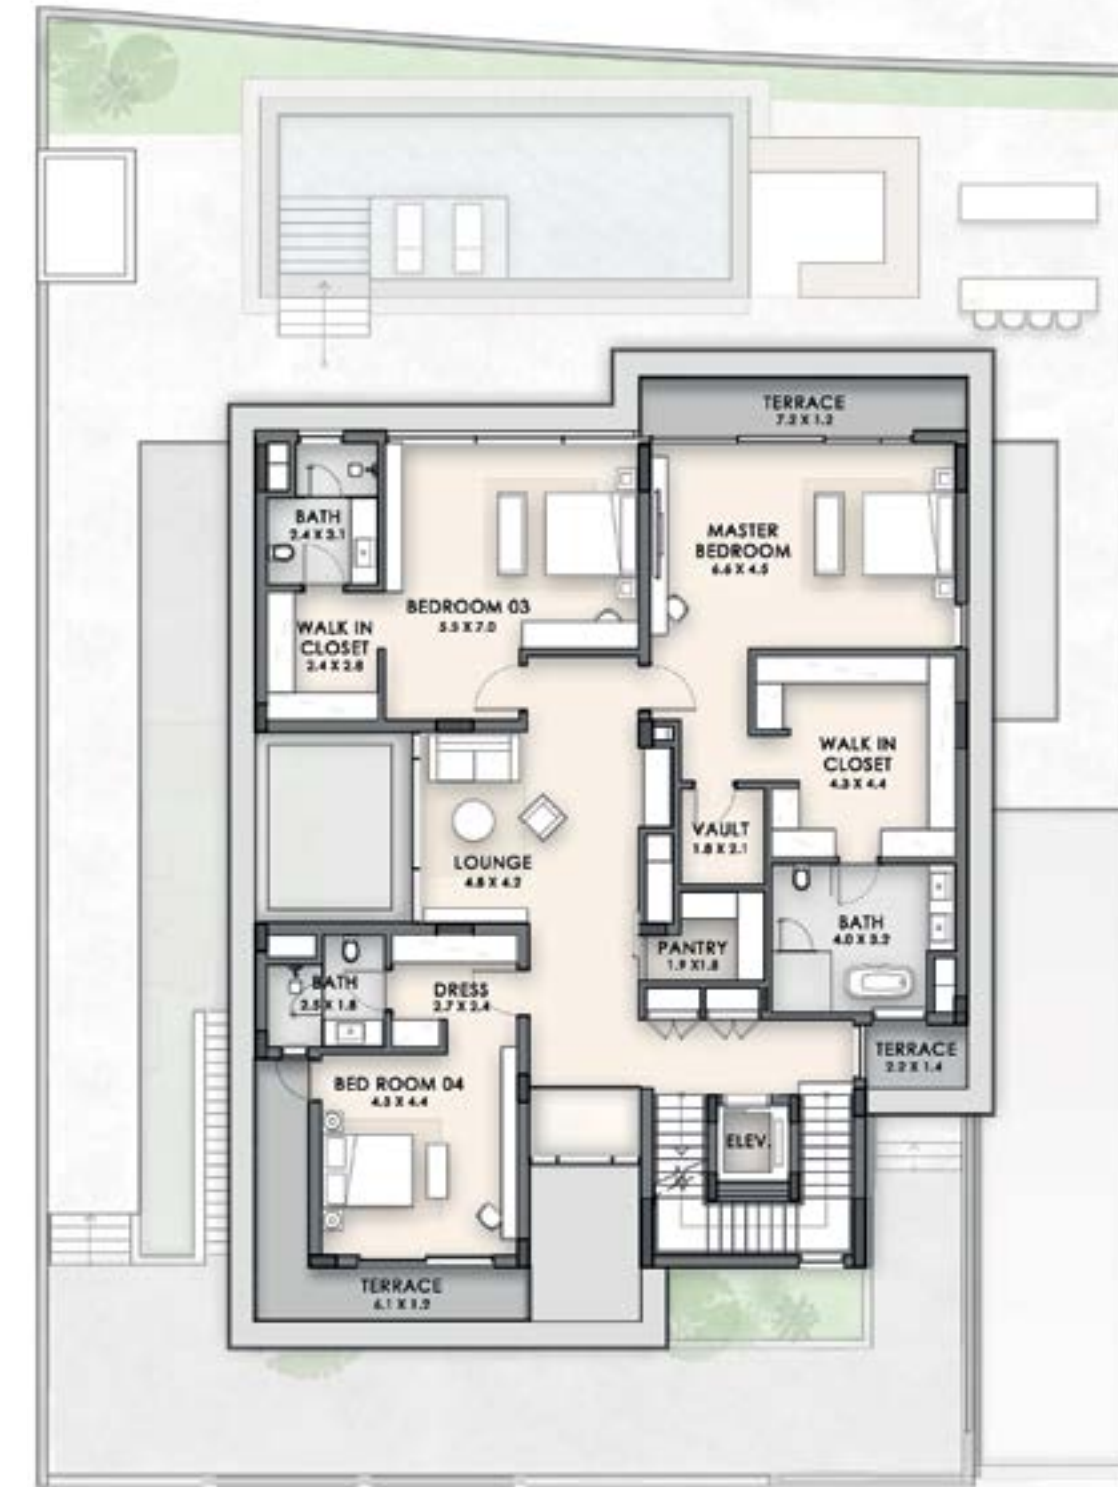 TERRACE
7.2 X 1.2
BATH
2.4 X 3.1
MASTER
BEDROOM
6.6 X 4.5
BEDROOM 03
5.5 X 7.0
WALK IN
CLOSET
2.4 X 2.8
WALK IN
CLOSET
4.3 X 4.4
VAULT
1.8 X 2.1
LOUNGE
4.8 X 4.2
BATH
4.0 X 3.2
PANTRY
1.9 X1.8
BATH
2.5 X 1.8
DRESS
2.7 X 2.4
TERRACE
2.2 X 1.4
BED ROOM 04
4.3 X 4.4
ELEV.
TERRACE
6.1 X 1.2